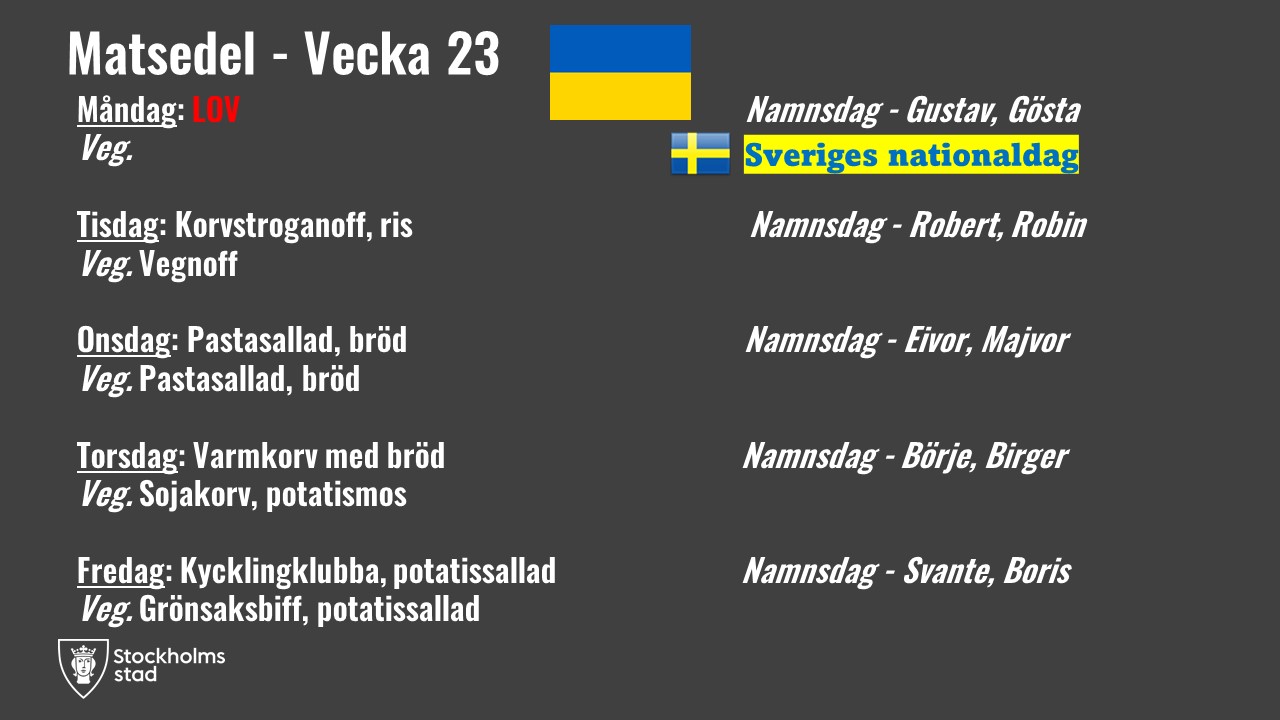 Matsedel - Vecka 23
Måndag: LOV
Namnsdag - Gustav, Gösta
Veg.
Sveriges nationaldag
Tisdag: Korvstroganoff, ris
Namnsdag - Robert, Robin
Veg. Vegnoff
Onsdag: Pastasallad, bröd
Namnsdag - Eivor, Majvor
Veg. Pastasallad, bröd
Torsdag: Varmkorv med bröd
Namnsdag - Börje, Birger
Veg. Sojakorv, potatismos
Fredag: Kycklingklubba, potatissallad
Namnsdag - Svante, Boris
Veg. Grönsaksbiff, potatissallad
Stockholms
stad